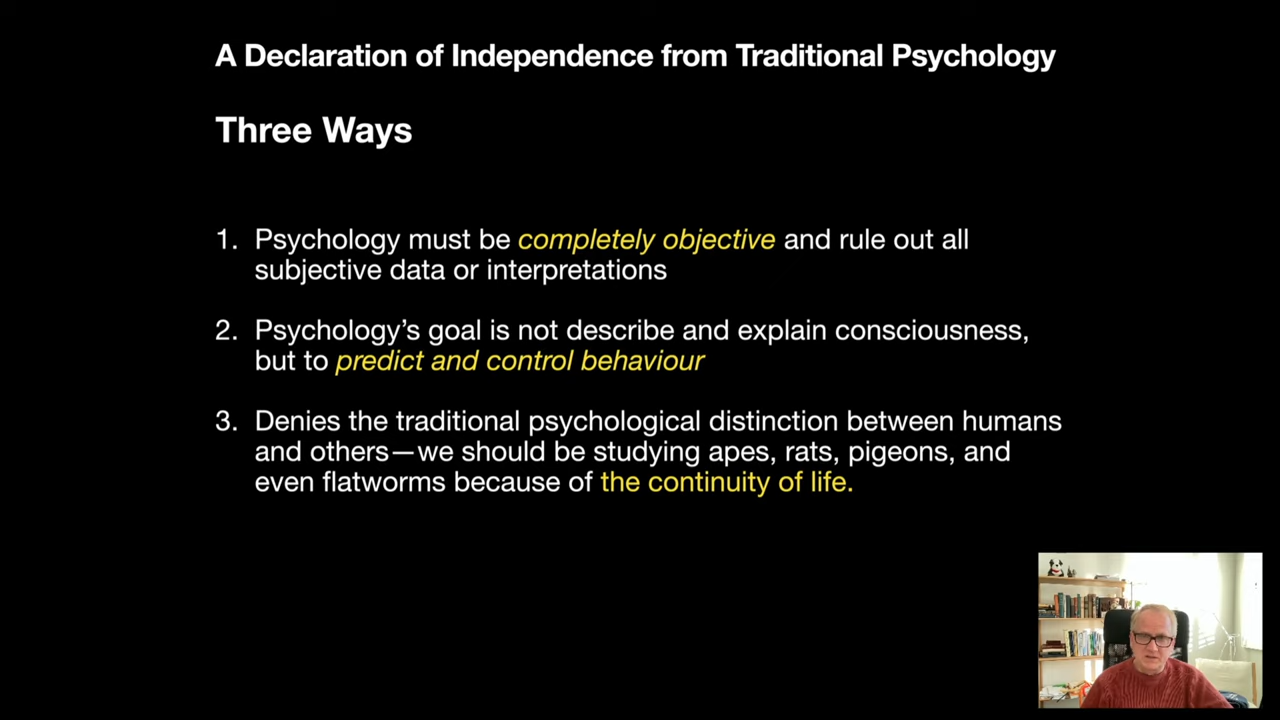 A Declaration of Independence from Traditional Psychology
Three Ways
1. Psychology must be completely objective and rule out all
subjective data or interpretations
2. Psychology’s goal is not describe and explain consciousness,
but to predict and control behaviour
3. Denies the traditional psychological distinction between humans
and others—we should be studying apes, rats, pigeons, and
even flatworms because of the continuity of life.